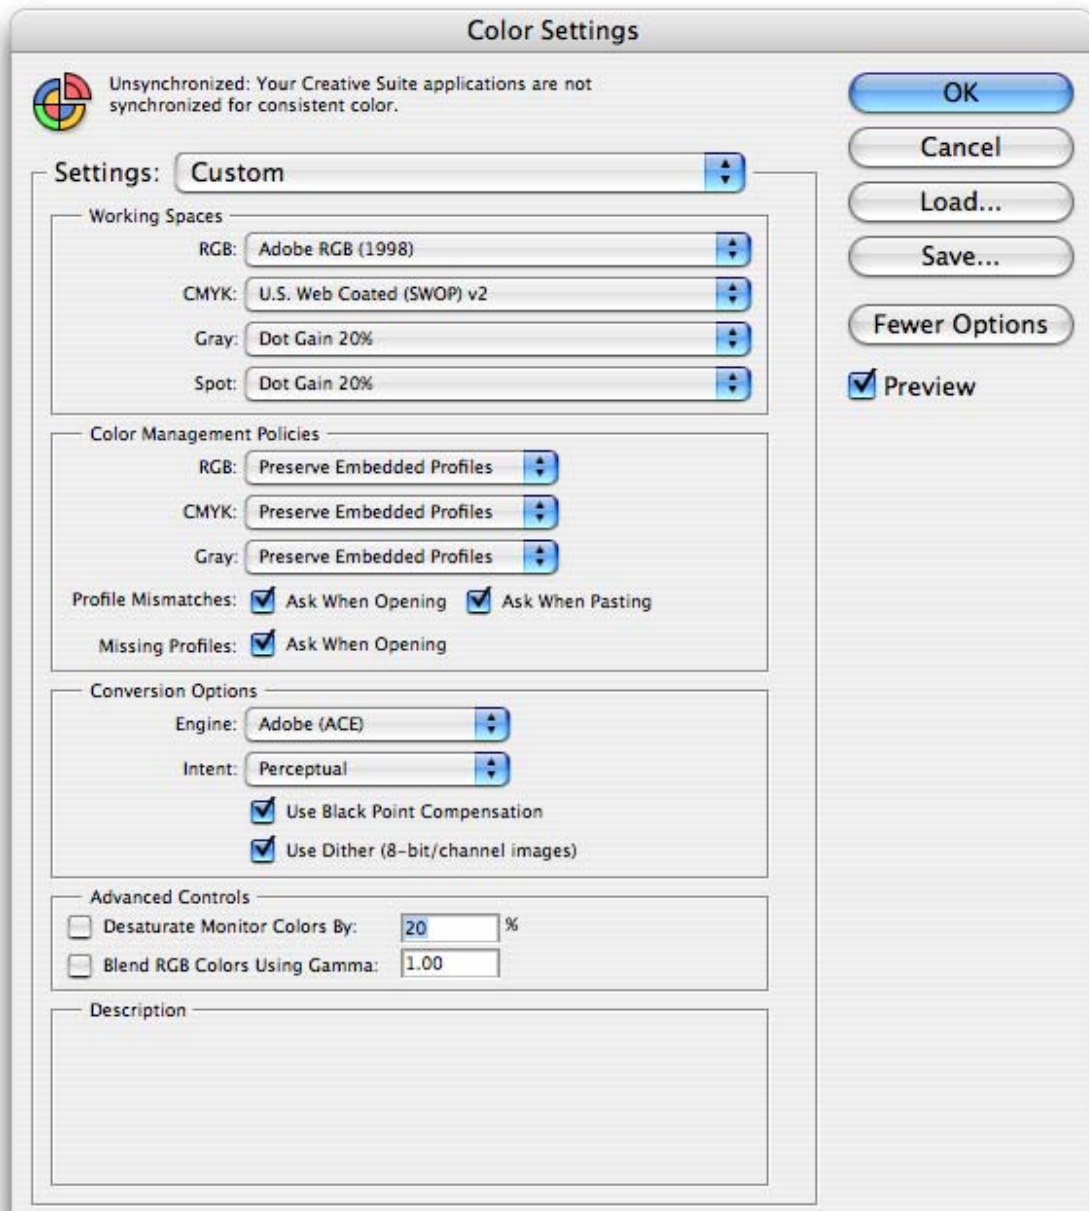 Color Settings
Unsynchronized: Your Creative Suite applications are not
synchronized for consistent color.
Settings: Custom
Working Spaces
RGB: Adobe RGB (1998)
CMYK: U.S. Web Coated (SWOP) v2
Gray: Dot Gain 20%
Spot: Dot Gain 20%
Color Management Policies
RGB: Preserve Embedded Profiles
CMYK: Preserve Embedded Profiles
Gray: Preserve Embedded Profiles
Profile Mismatches: Ask When Opening Ask When Pasting
Missing Profiles: Ask When Opening
Conversion Options
Engine: Adobe (ACE)
Intent: Perceptual
Use Black Point Compensation
Use Dither (8-bit/channel images)
Advanced Controls
Desaturate Monitor Colors By: 20 %
Blend RGB Colors Using Gamma: 1.00
Description
OK
Cancel
Load...
Save...
Fewer Options
Preview